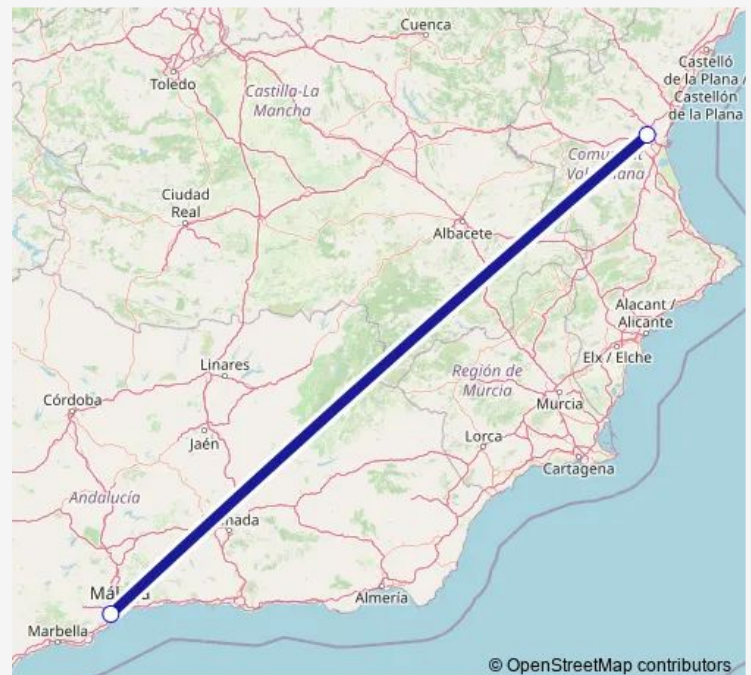 Cuenca
Castelló
de la Plana /
Castellón
de la Plana
Toledo
Castilla-La
Mancha
Ciudad
Real
Albacete
Alacant /
Alicante
Elx / Elche
Linares
Región de
Murcia
Murcia
Córdoba
Jaén
Lorca
Cartagena
Andalucía
Almería
Marbella
© OpenStreetMap contributors